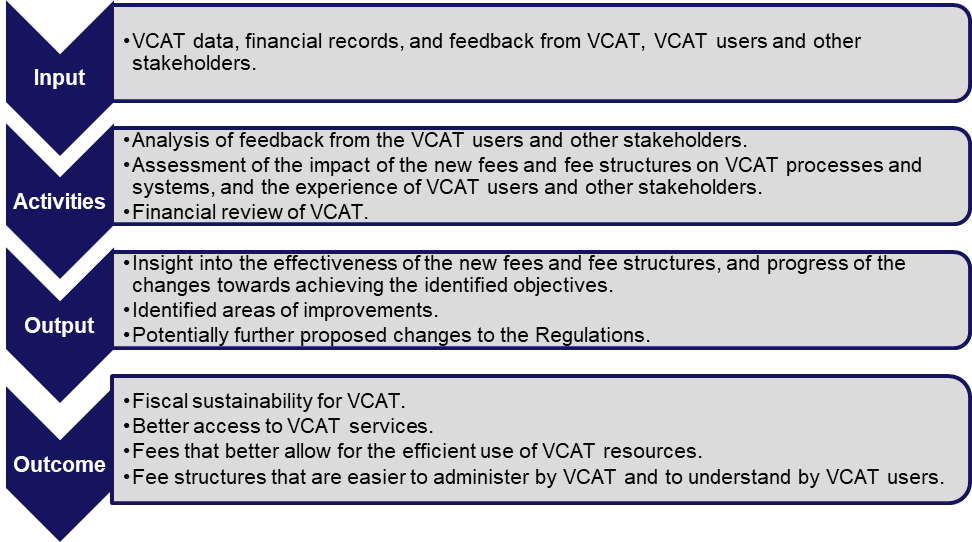 Input
•VCAT data, financial records, and feedback from VCAT, VCAT users and other
stakeholders.
Activities
•Analysis of feedback from the VCAT users and other stakeholders.
•Assessment of the impact of the new fees and fee structures on VCAT processes and
systems, and the experience of VCAT users and other stakeholders.
•Financial review of VCAT.
Output
•Insight into the effectiveness of the new fees and fee structures, and progress of the
changes towards achieving the identified objectives.
•Identified areas of improvements.
•Potentially further proposed changes to the Regulations.
Outcome
•Fiscal sustainability for VCAT.
•Better access to VCAT services.
•Fees that better allow for the efficient use of VCAT resources.
•Fee structures that are easier to administer by VCAT and to understand by VCAT users.